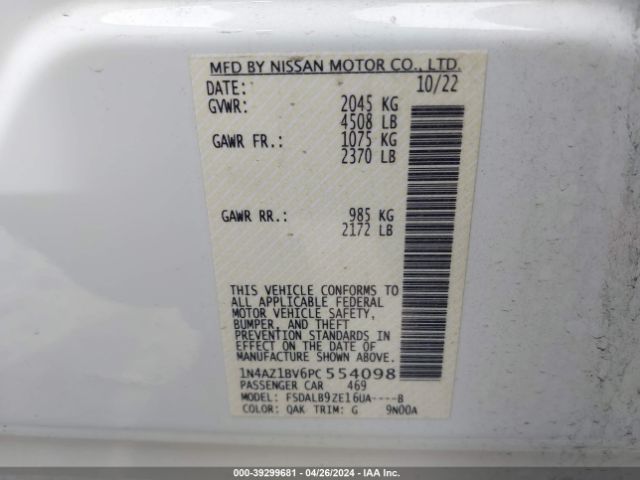 MFD BY NISSAN MOTOR CO., LTD.
DATE: 10/22
GVWR: 2045 KG
4508 LB
GAWR FR.: 1075 KG
2370 LB
GAWR RR.: 985 KG
2172 LB
THIS VEHICLE CONFORMS TO
ALL APPLICABLE FEDERAL
MOTOR VEHICLE SAFETY,
BUMPER, AND THEFT
PREVENTION STANDARDS IN
EFFECT ON THE DATE OF
MANUFACTURE SHOWN ABOVE.
1N4AZ1BV6PC554098
PASSENGER CAR 469
MODEL: FSDALB9ZE16UA----B
COLOR: QAK TRIM: G 9N00A
000-39299681 - 04/26/2024 - IAA Inc.